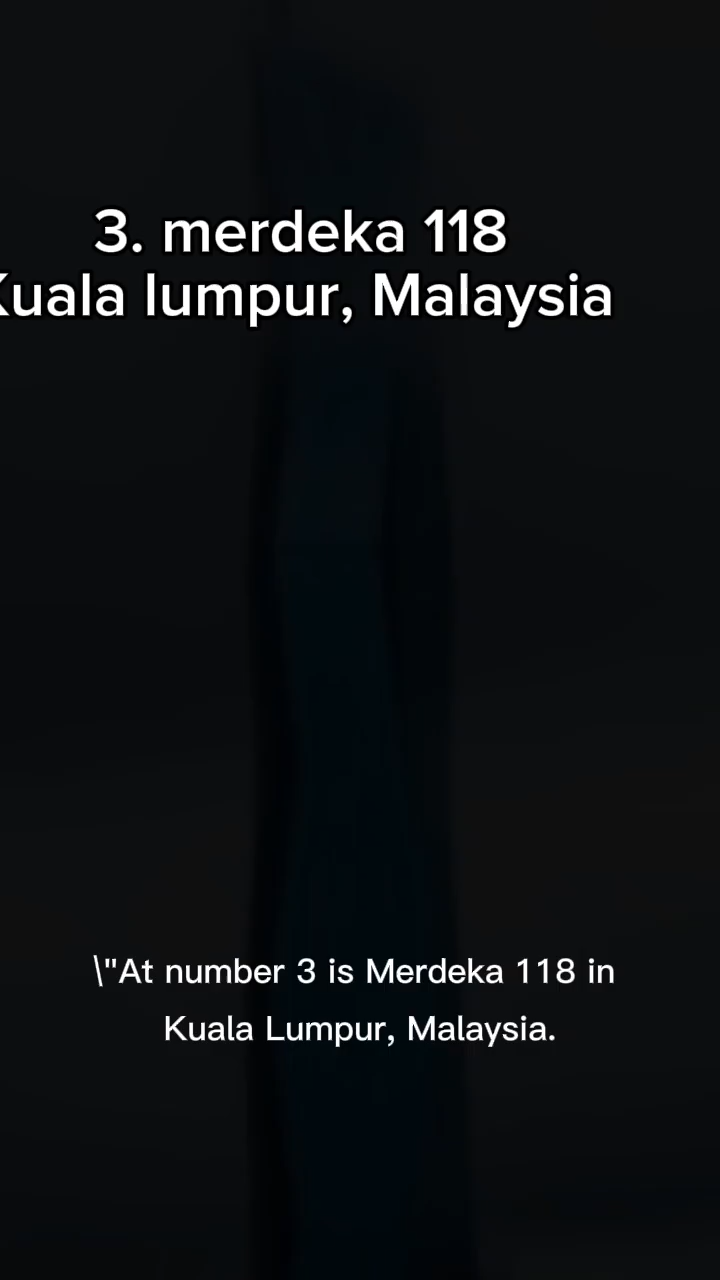 3. merdeka 118
Kuala lumpur, Malaysia
\"At number 3 is Merdeka 118 in
Kuala Lumpur, Malaysia.